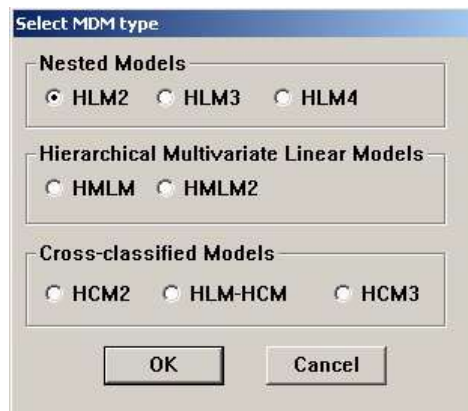 Select MDM type
Nested Models
HLM2 HLM3 HLM4
Hierarchical Multivariate Linear Models
HMLM HMLM2
Cross-classified Models
HCM2 HLM-HCM HCM3
OK Cancel